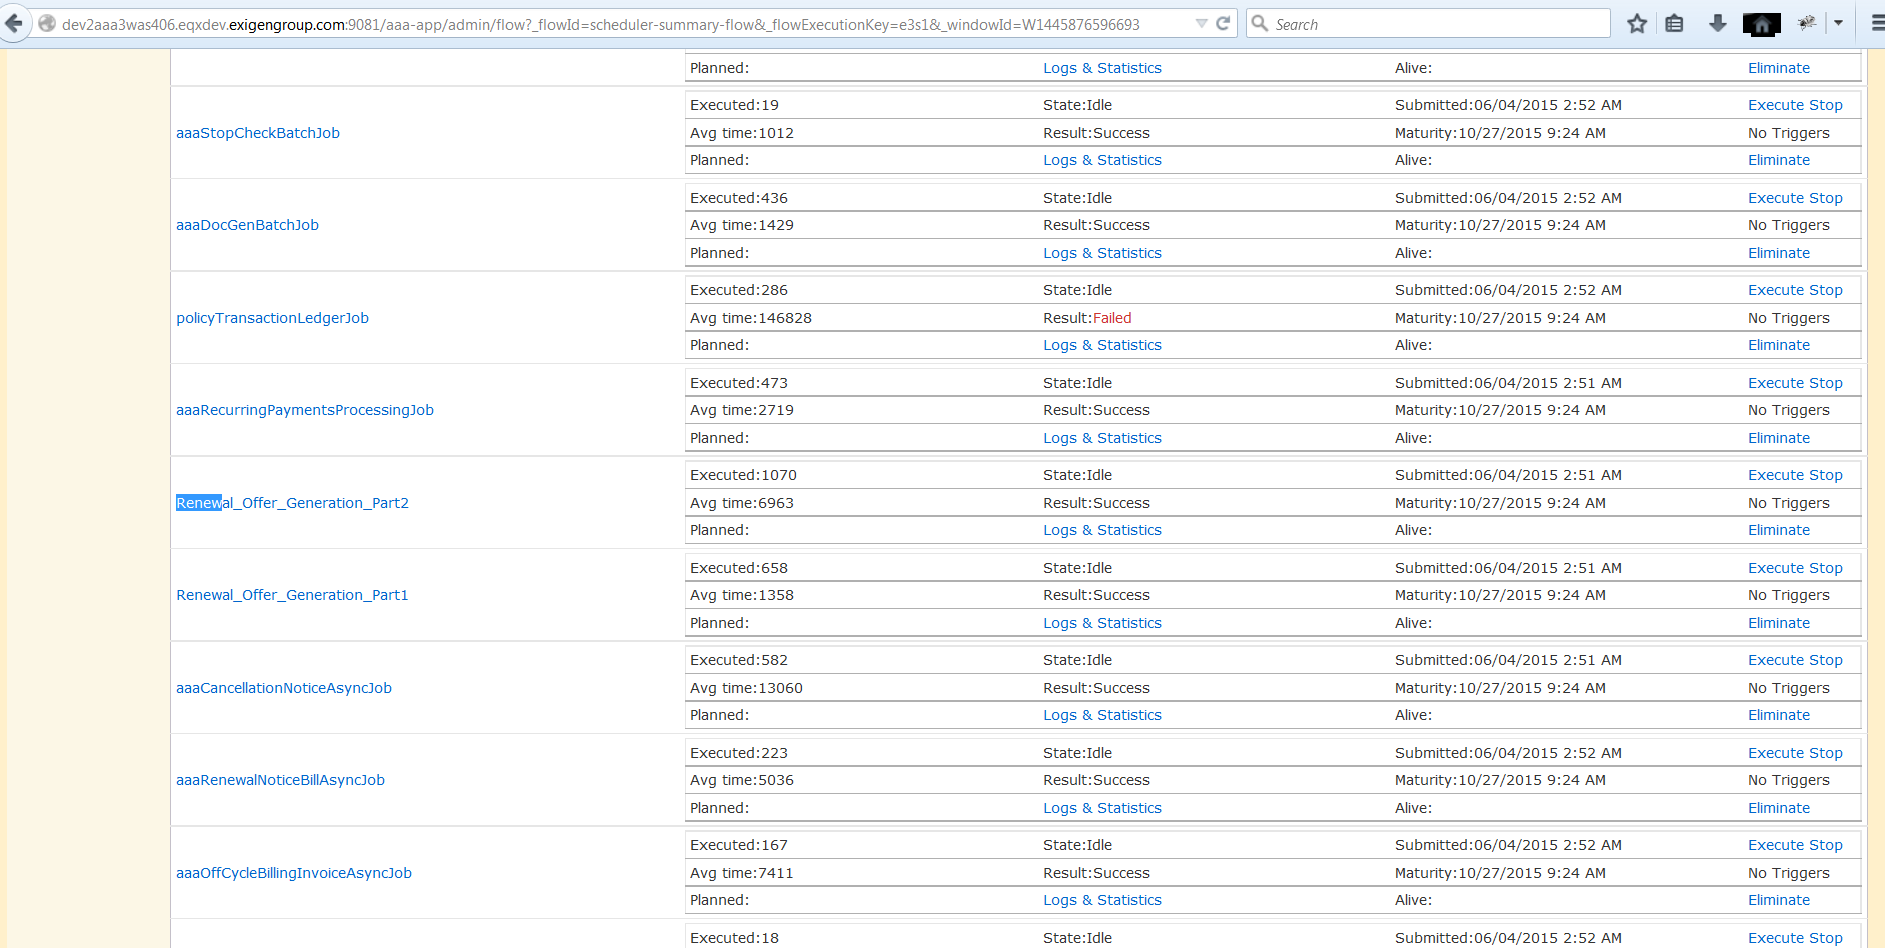 dev2aaa3was406.eqxdev.exigengroup.com:9081/aaa-app/admin/flow?_flowId=scheduler-summary-flow&_flowExecutionKey=e3s1&_windowId=W1445876596693 Search
Planned: Logs & Statistics Alive: Eliminate
Executed:19 State:Idle Submitted:06/04/2015 2:52 AM Execute Stop
aaaStopCheckBatchJob Avg time:1012 Result:Success Maturity:10/27/2015 9:24 AM No Triggers
Planned: Logs & Statistics Alive: Eliminate
Executed:436 State:Idle Submitted:06/04/2015 2:52 AM Execute Stop
aaaDocGenBatchJob Avg time:1429 Result:Success Maturity:10/27/2015 9:24 AM No Triggers
Planned: Logs & Statistics Alive: Eliminate
Executed:286 State:Idle Submitted:06/04/2015 2:52 AM Execute Stop
policyTransactionLedgerJob Avg time:146828 Result:Failed Maturity:10/27/2015 9:24 AM No Triggers
Planned: Logs & Statistics Alive: Eliminate
Executed:473 State:Idle Submitted:06/04/2015 2:51 AM Execute Stop
aaaRecurringPaymentsProcessingJob Avg time:2719 Result:Success Maturity:10/27/2015 9:24 AM No Triggers
Planned: Logs & Statistics Alive: Eliminate
Executed:1070 State:Idle Submitted:06/04/2015 2:51 AM Execute Stop
Renewal_Offer_Generation_Part2 Avg time:6963 Result:Success Maturity:10/27/2015 9:24 AM No Triggers
Planned: Logs & Statistics Alive: Eliminate
Executed:658 State:Idle Submitted:06/04/2015 2:51 AM Execute Stop
Renewal_Offer_Generation_Part1 Avg time:1358 Result:Success Maturity:10/27/2015 9:24 AM No Triggers
Planned: Logs & Statistics Alive: Eliminate
Executed:582 State:Idle Submitted:06/04/2015 2:51 AM Execute Stop
aaaCancellationNoticeAsyncJob Avg time:13060 Result:Success Maturity:10/27/2015 9:24 AM No Triggers
Planned: Logs & Statistics Alive: Eliminate
Executed:223 State:Idle Submitted:06/04/2015 2:52 AM Execute Stop
aaaRenewalNoticeBillAsyncJob Avg time:5036 Result:Success Maturity:10/27/2015 9:24 AM No Triggers
Planned: Logs & Statistics Alive: Eliminate
Executed:167 State:Idle Submitted:06/04/2015 2:52 AM Execute Stop
aaaOffCycleBillingInvoiceAsyncJob Avg time:7411 Result:Success Maturity:10/27/2015 9:24 AM No Triggers
Planned: Logs & Statistics Alive: Eliminate
Executed:18 State:Idle Submitted:06/04/2015 2:52 AM Execute Stop